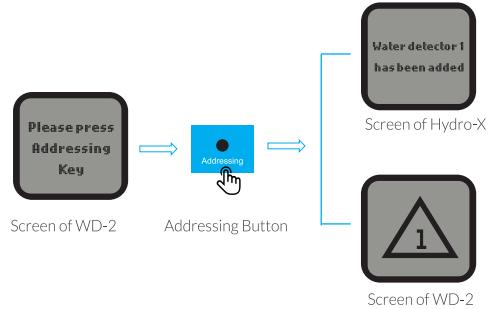 Please press
Addressing
Key
Screen of WD-2
Addressing
Addressing Button
Water detector 1
has been added
Screen of Hydro-X
1
Screen of WD-2